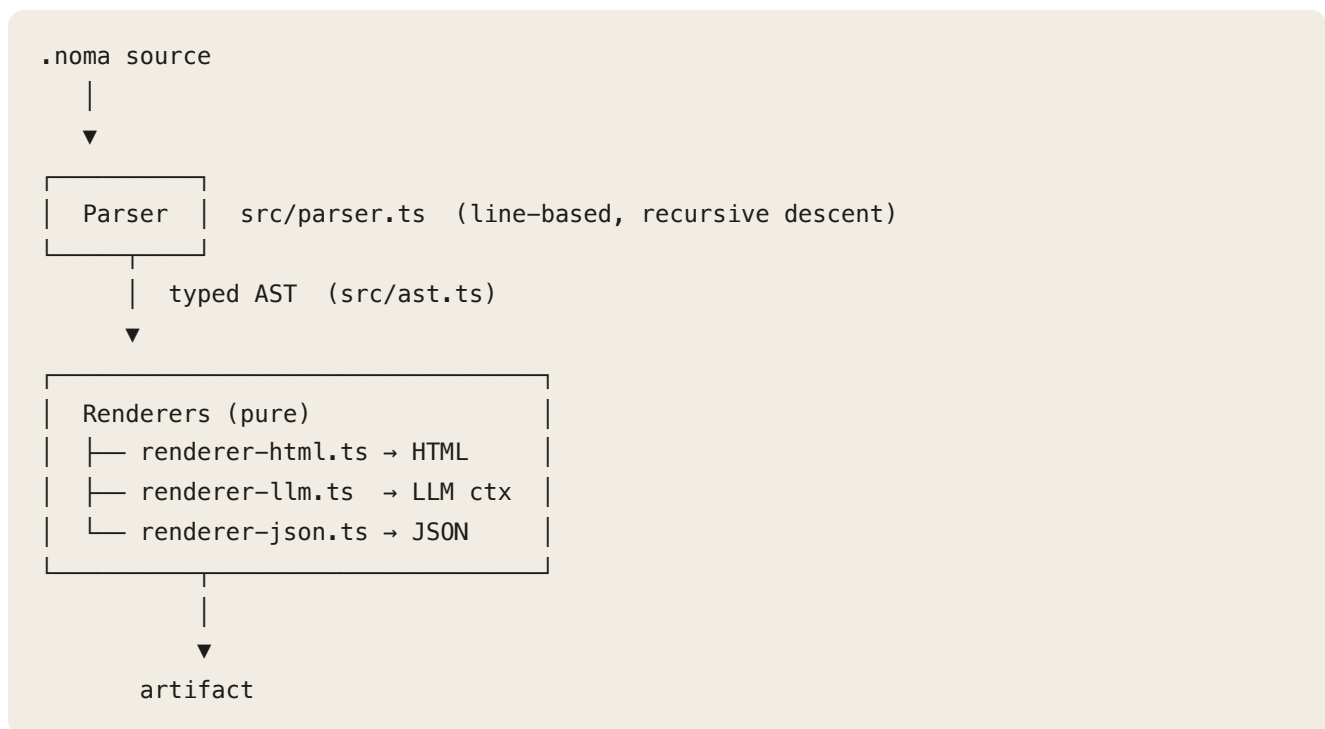 .noma source
│
▼
┌──────────┐
│  Parser  │  src/parser.ts  (line-based, recursive descent)
└─────┬────┘
│  typed AST  (src/ast.ts)
▼
┌──────────────────────────────────┐
│  Renderers (pure)                │
│  ├── renderer-html.ts → HTML     │
│  ├── renderer-llm.ts  → LLM ctx  │
│  └── renderer-json.ts → JSON     │
└──────────┬───────────────────────┘
│
▼
artifact